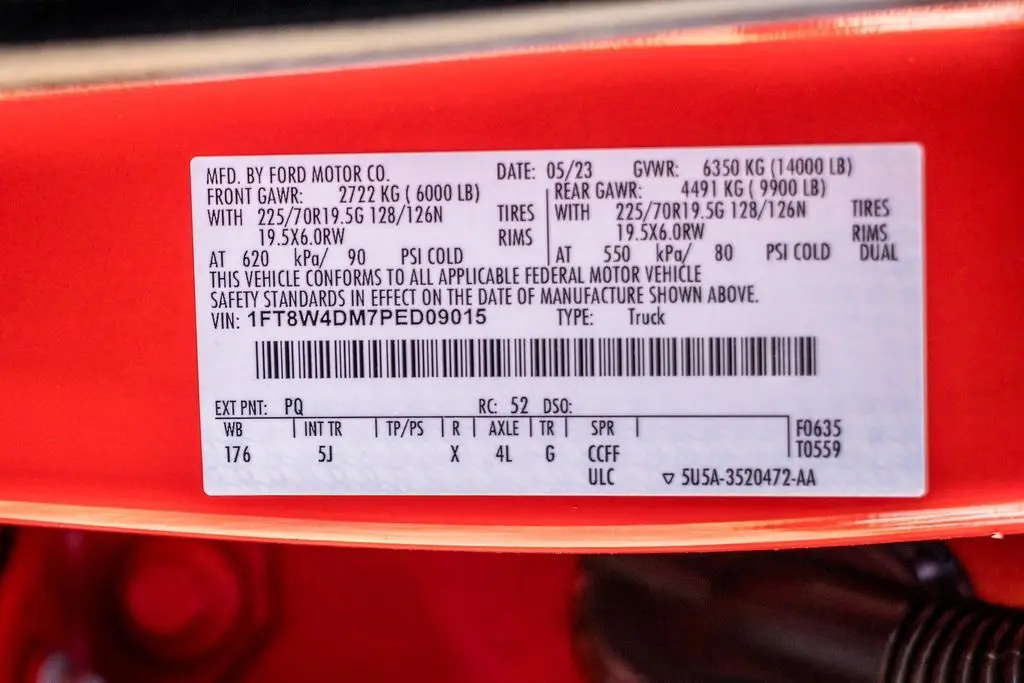 MFD. BY FORD MOTOR CO. DATE: 05/23 GVWR: 6350 KG (14000 LB)
FRONT GAWR: 2722 KG ( 6000 LB) REAR GAWR: 4491 KG ( 9900 LB)
WITH 225/70R19.5G 128/126N TIRES WITH 225/70R19.5G 128/126N TIRES
19.5X6.0RW RIMS 19.5X6.0RW RIMS
AT 620 kPa/ 90 PSI COLD AT 550 kPa/ 80 PSI COLD DUAL
THIS VEHICLE CONFORMS TO ALL APPLICABLE FEDERAL MOTOR VEHICLE
SAFETY STANDARDS IN EFFECT ON THE DATE OF MANUFACTURE SHOWN ABOVE.
VIN: 1FT8W4DM7PED09015 TYPE: Truck
EXT PNT: PQ RC: 52 DSO:
WB INT TR TP/PS R AXLE TR SPR F0635
176 5J X 4L G CCFF T0559
ULC 5U5A-3520472-AA